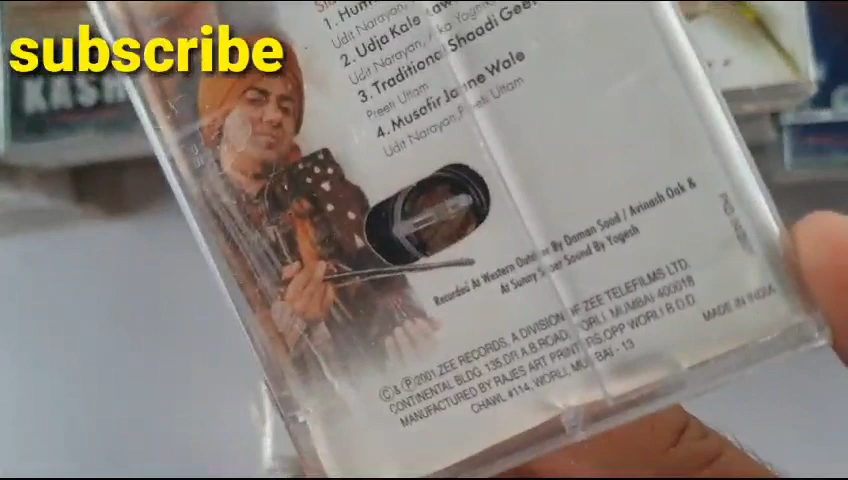 subscribe
KASH
1. Hum
Udit Narayan,
2. Udja Kale
Udit Narayan, Alka Yagnik
3. Traditional Shaadi Geet
Preeti Uttam
4. Musafir Jaane Wale
Udit Narayan, Preeti Uttam
Recorded At Western Outdoor By Daman Sood / Avinash Oak &
At Sunny Super Sound By Yogesh
©& ℗2001 ZEE RECORDS, A DIVISION OF ZEE TELEFILMS LTD.
CONTINENTAL BLDG. 135, DR.A.B.ROAD, WORLI, MUMBAI-400018
MANUFACTURED BY RAJES ART PRINTERS, OPP WORLI B.D.D.
CHAWL #114, WORLI, MUMBAI - 13
MADE IN INDIA